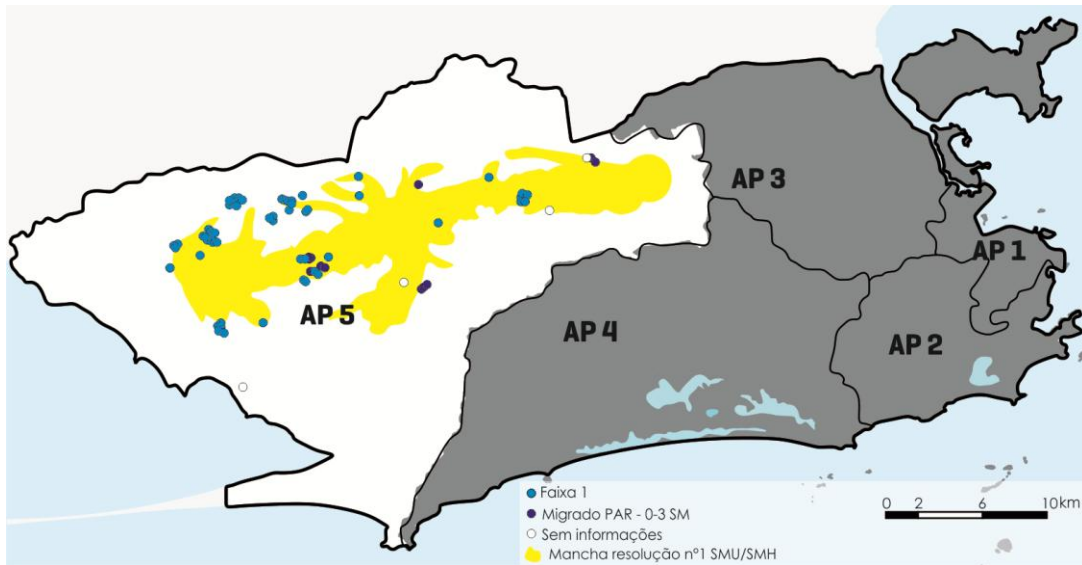 AP 3
AP 1
AP 5
AP 4
AP 2
Faixa 1
Migrado PAR - 0-3 SM
Sem informações
Mancha resolução nº1 SMU/SMH
0 2 6 10km